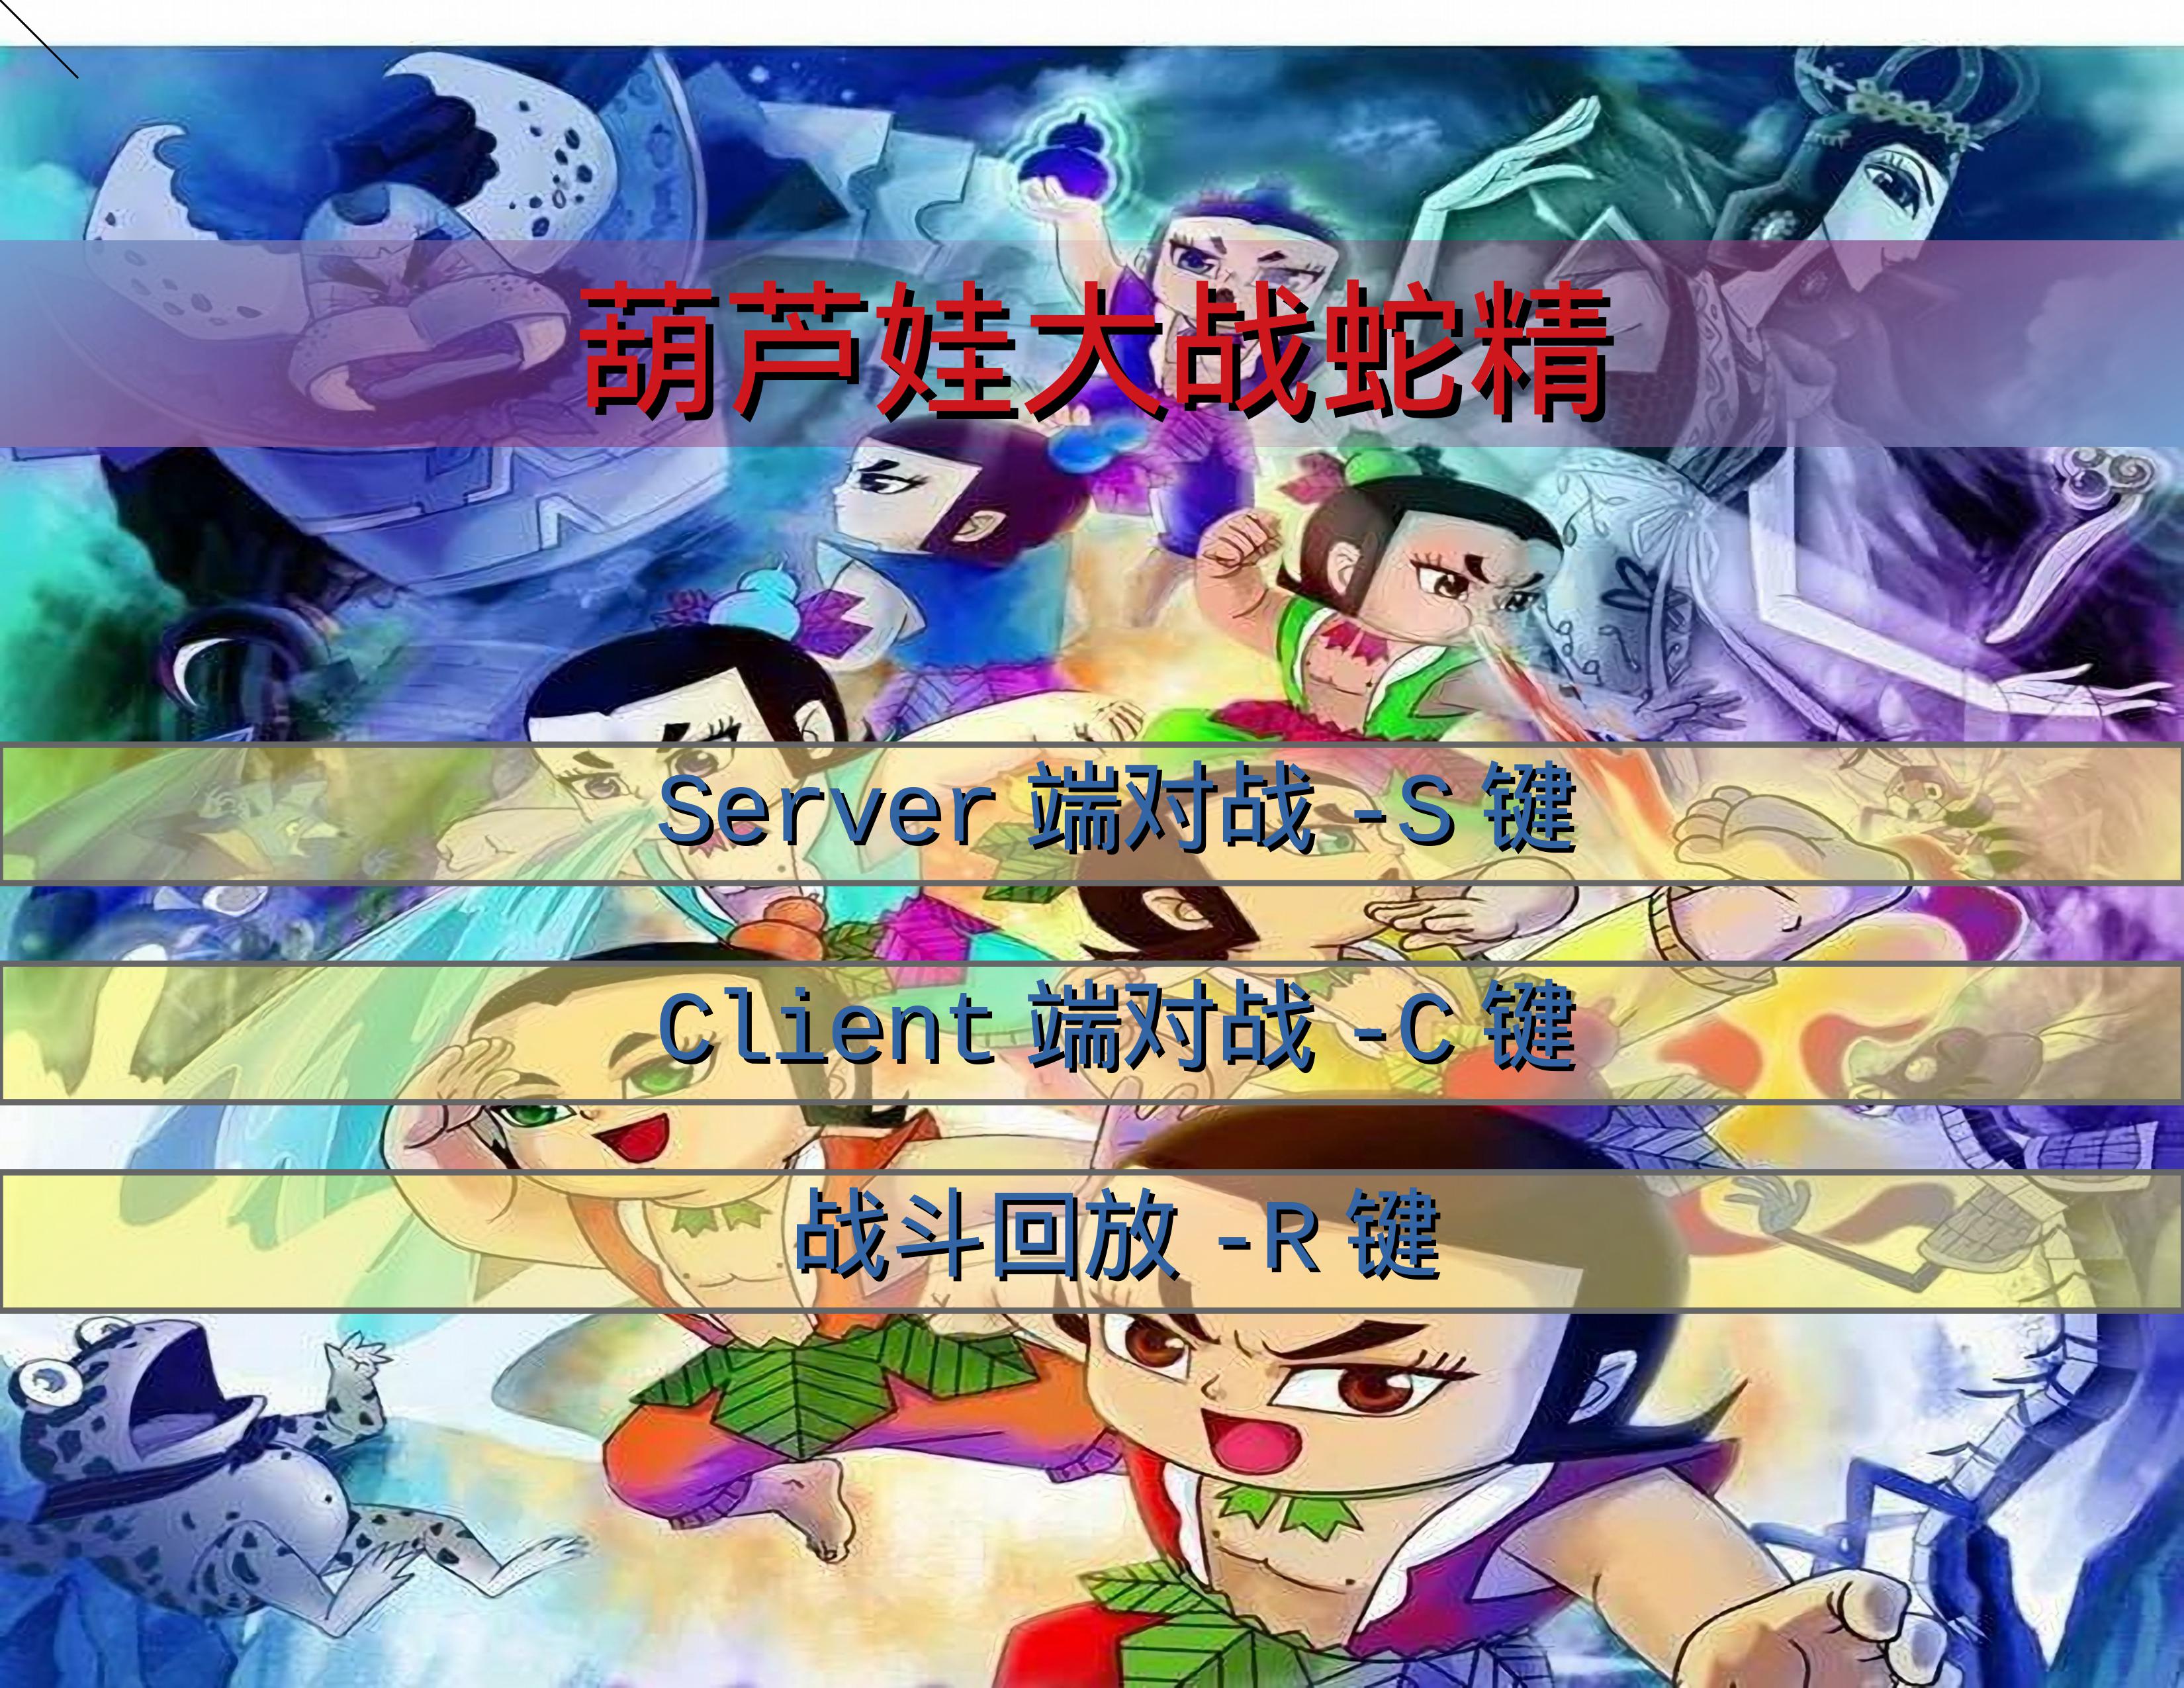 葫芦娃大战蛇精
Server 端对战 -S 键
Client 端对战 -C 键
战斗回放 -R 键